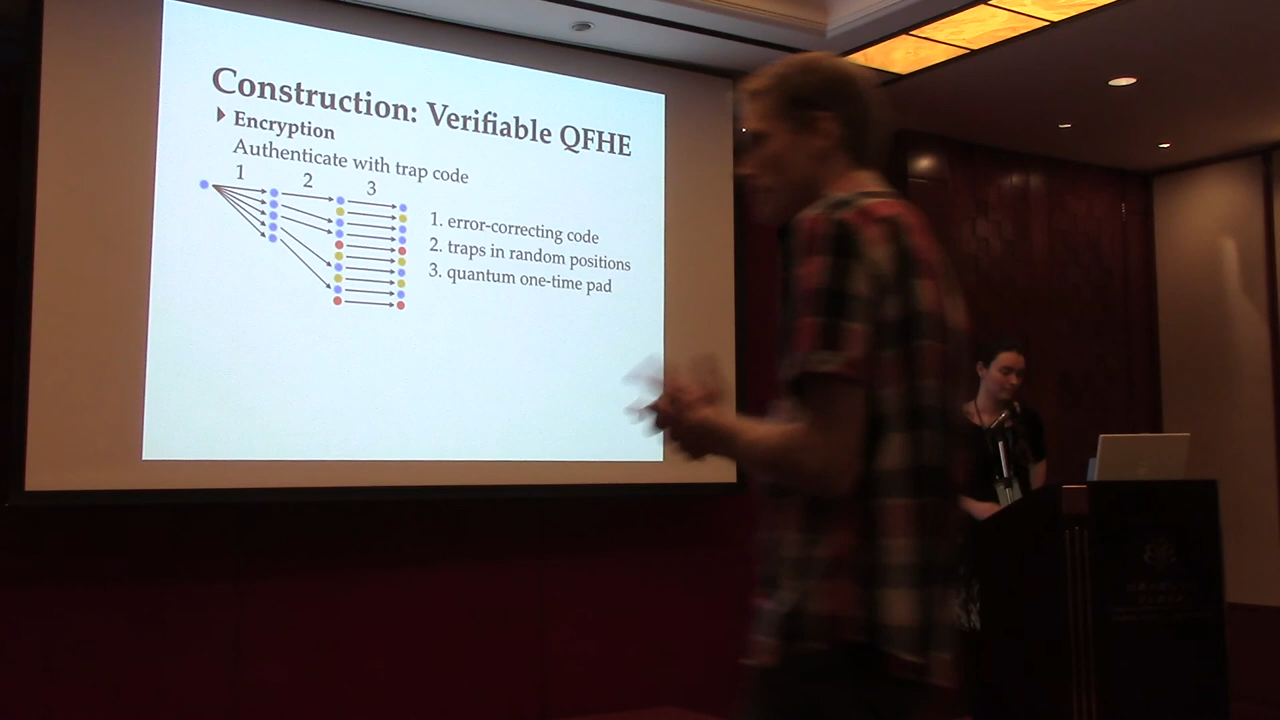 Construction: Verifiable QFHE
Encryption
Authenticate with trap code
1 2 3
1. error-correcting code
2. traps in random positions
3. quantum one-time pad